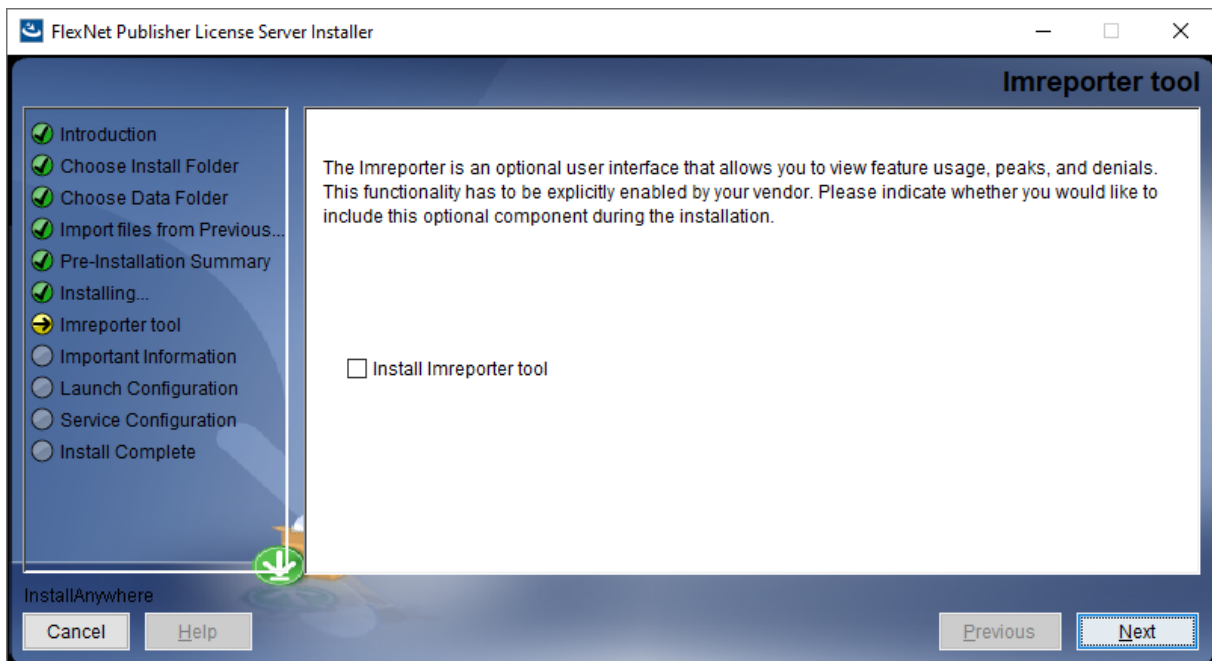 FlexNet Publisher License Server Installer
lmreporter tool
Introduction
Choose Install Folder
Choose Data Folder
Import files from Previous...
Pre-Installation Summary
Installing...
lmreporter tool
Important Information
Launch Configuration
Service Configuration
Install Complete
The lmreporter is an optional user interface that allows you to view feature usage, peaks, and denials.
This functionality has to be explicitly enabled by your vendor. Please indicate whether you would like to
include this optional component during the installation.
Install lmreporter tool
InstallAnywhere
Cancel
Help
Previous
Next